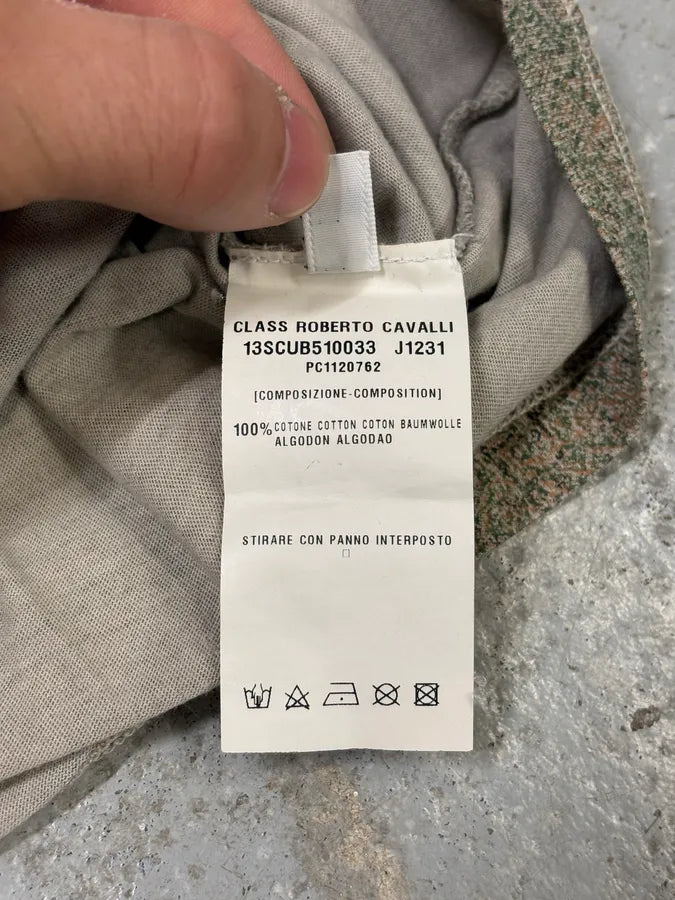 CLASS ROBERTO CAVALLI
13SCUB510033 J1231
PC1120762
[COMPOSIZIONE-COMPOSITION]
100% COTONE COTTON COTON BAUMWOLLE
ALGODON ALGODAO
STIRARE CON PANNO INTERPOSTO